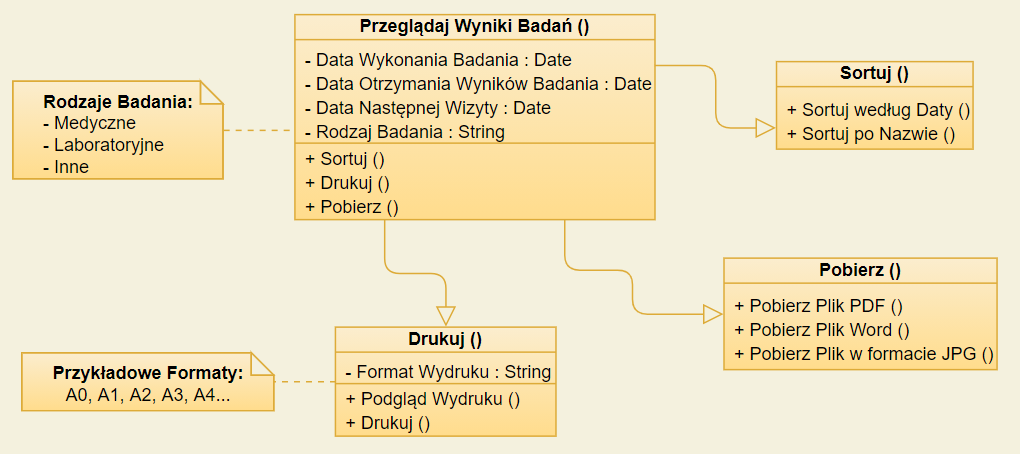 Przeglądaj Wyniki Badań ()
- Data Wykonania Badania : Date
- Data Otrzymania Wyników Badania : Date
- Data Następnej Wizyty : Date
- Rodzaj Badania : String
+ Sortuj ()
+ Drukuj ()
+ Pobierz ()
Rodzaje Badania:
- Medyczne
- Laboratoryjne
- Inne
Sortuj ()
+ Sortuj według Daty ()
+ Sortuj po Nazwie ()
Pobierz ()
+ Pobierz Plik PDF ()
+ Pobierz Plik Word ()
+ Pobierz Plik w formacie JPG ()
Drukuj ()
- Format Wydruku : String
+ Podgląd Wydruku ()
+ Drukuj ()
Przykładowe Formaty:
A0, A1, A2, A3, A4...